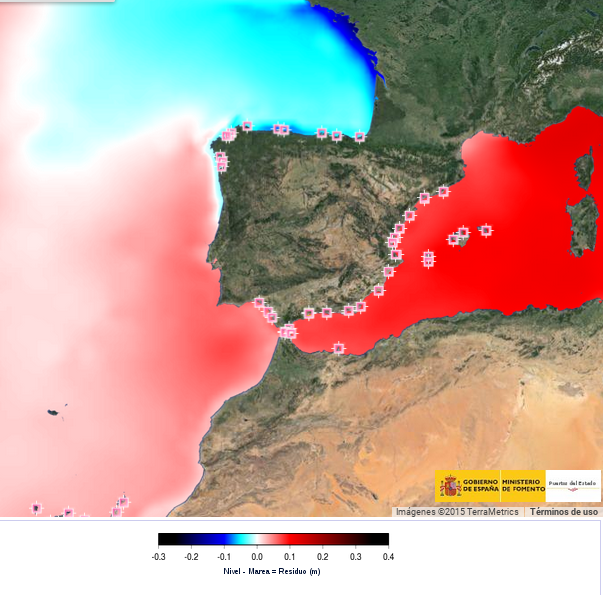 GOBIERNO DE ESPAÑA
MINISTERIO DE FOMENTO
Puertos del Estado
Imágenes ©2015 TerraMetrics
Términos de uso
-0.3 -0.2 -0.1 0.0 0.1 0.2 0.3 0.4
Nivel - Marea = Residuo (m)